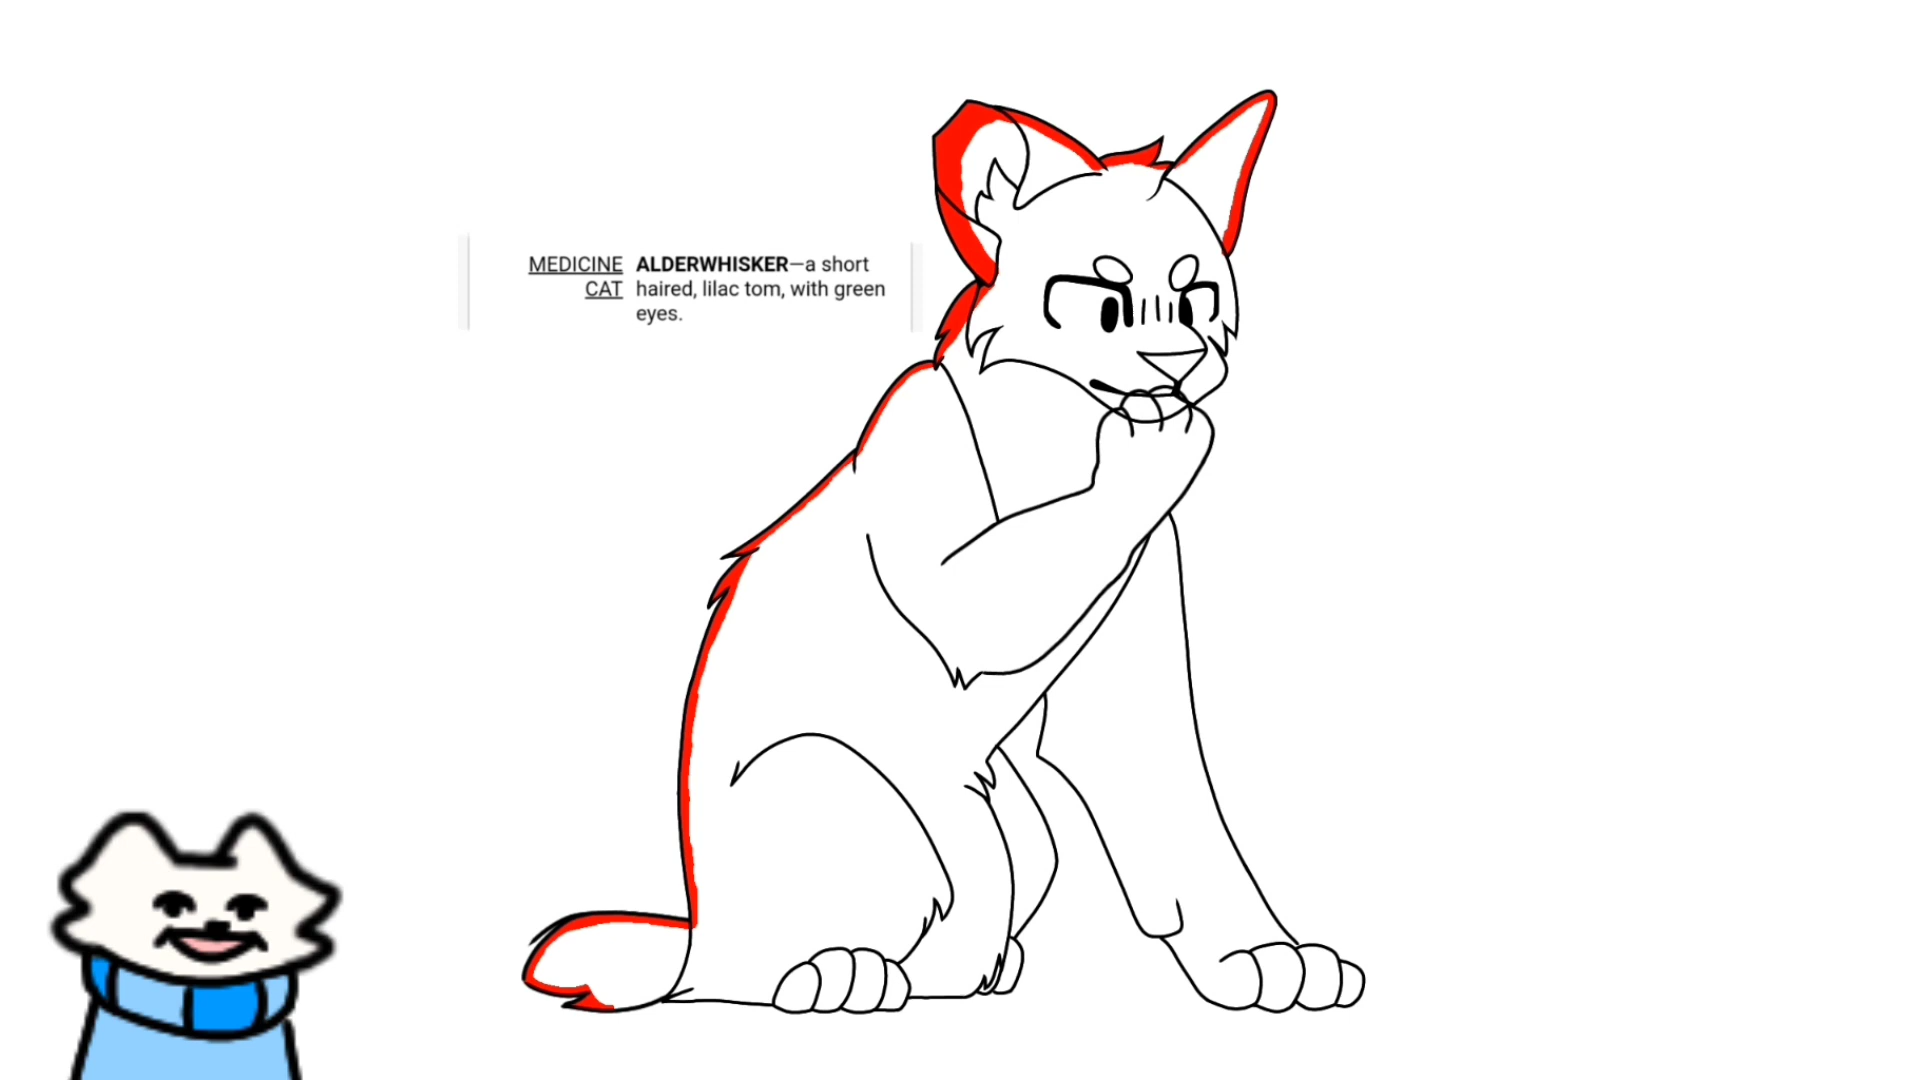 MEDICINE ALDERWHISKER—a short
CAT haired, lilac tom, with green
eyes.